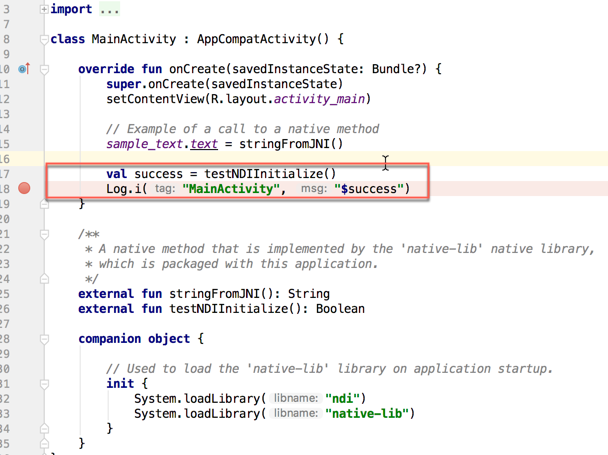 3 import ...
7
8 class MainActivity : AppCompatActivity() {
9
10 override fun onCreate(savedInstanceState: Bundle?) {
11 super.onCreate(savedInstanceState)
12 setContentView(R.layout.activity_main)
13
14 // Example of a call to a native method
15 sample_text.text = stringFromJNI()
16
17 val success = testNDIInitialize()
18 Log.i( tag: "MainActivity", msg: "$success")
19 }
20
21 /**
22 * A native method that is implemented by the 'native-lib' native library,
23 * which is packaged with this application.
24 */
25 external fun stringFromJNI(): String
26 external fun testNDIInitialize(): Boolean
27
28 companion object {
29
30 // Used to load the 'native-lib' library on application startup.
31 init {
32 System.loadLibrary( libname: "ndi")
33 System.loadLibrary( libname: "native-lib")
34 }
35 }